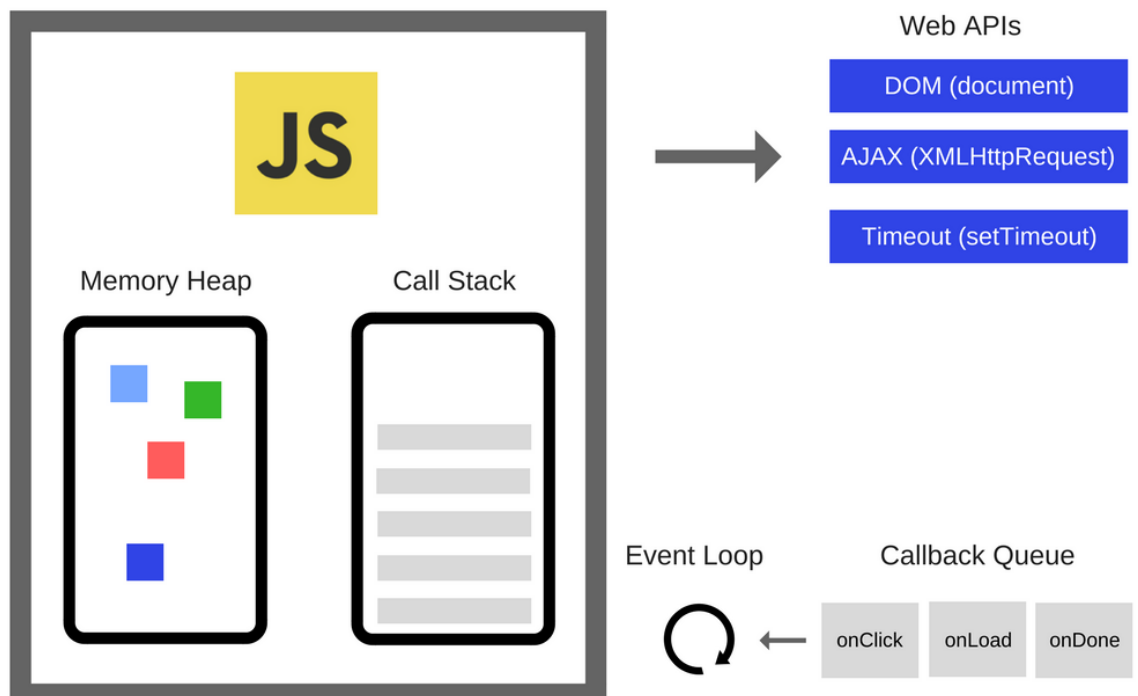 JS
Memory Heap
Call Stack
Web APIs
DOM (document)
AJAX (XMLHttpRequest)
Timeout (setTimeout)
Event Loop
Callback Queue
onClick
onLoad
onDone